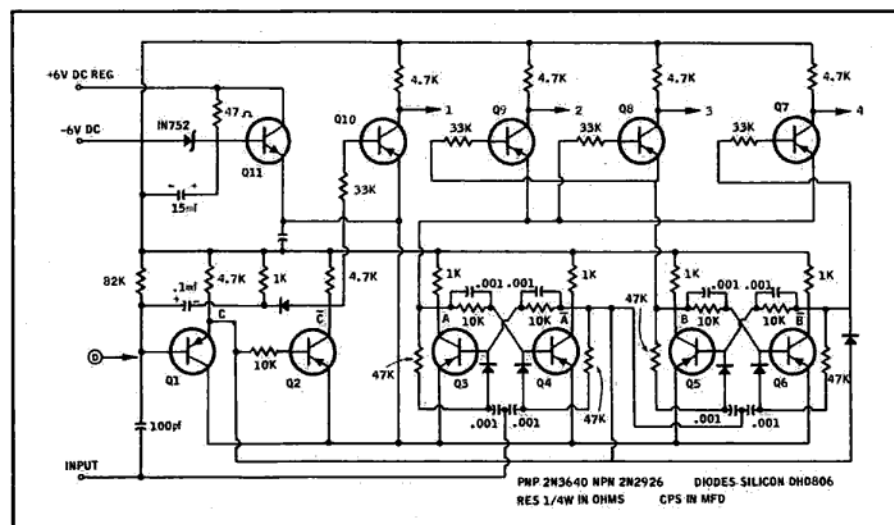 +6V DC REG
-6V DC
47Ω
IN752
Q11
15mf
4.7K
1
Q10
33K
4.7K
2
Q9
33K
4.7K
3
Q8
33K
4.7K
4
Q7
33K
82K
4.7K
1K
4.7K
.1mf
C
C̅
D
Q1
10K
Q2
100pf
INPUT
1K
.001 .001
1K
A
10K
10K
A̅
Q3
Q4
47K
47K
.001
.001
1K
.001 .001
1K
47K
B
10K
10K
B̅
Q5
Q6
47K
.001
.001
PNP 2N3640 NPN 2N2926 DIODES SILICON DH0806
RES 1/4W IN OHMS CPS IN MFD